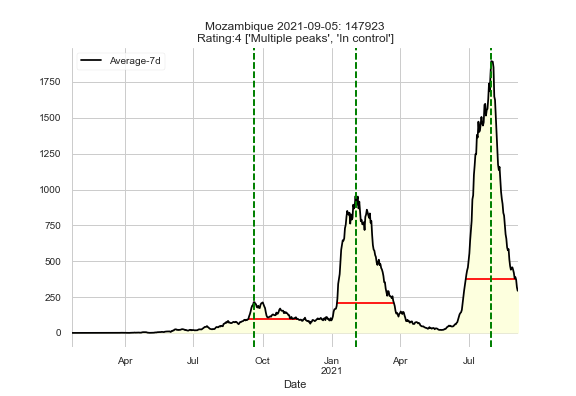 Mozambique 2021-09-05: 147923
Rating:4 ['Multiple peaks', 'In control']
Average-7d
1750
1500
1250
1000
750
500
250
0
Apr Jul Oct Jan Apr Jul
2021
Date